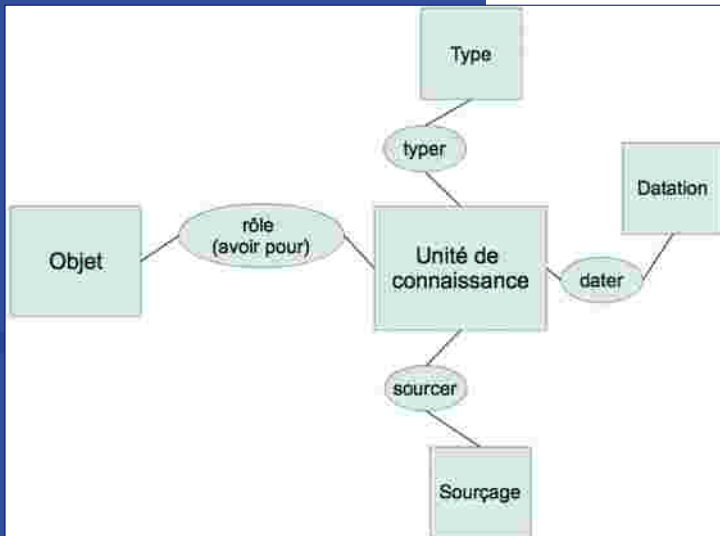 Type
typer
Datation
rôle
(avoir pour)
Objet
Unité de
connaissance
dater
sourcer
Sourçage